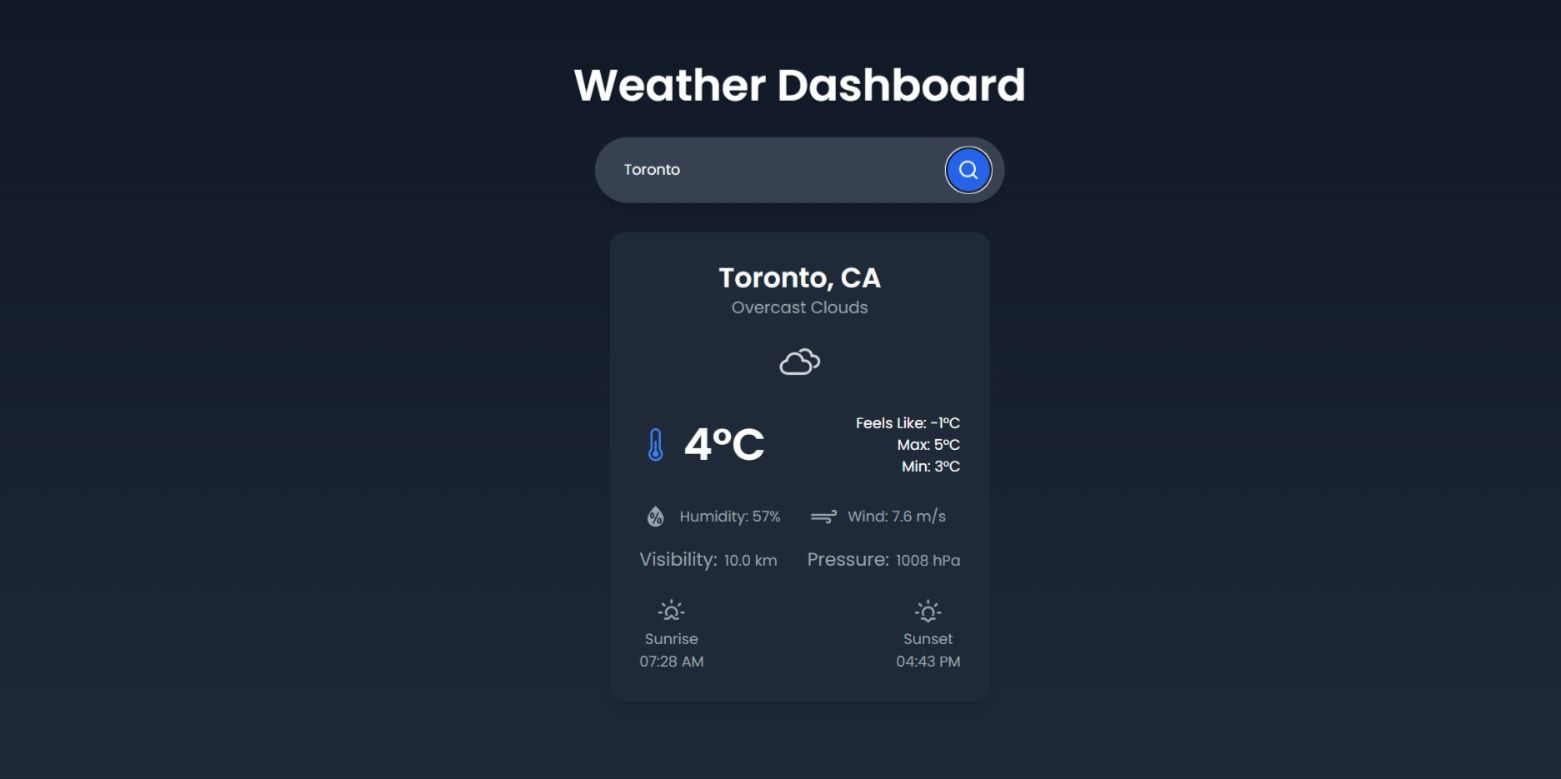 Weather Dashboard
Toronto
Toronto, CA
Overcast Clouds
4°C
Feels Like: -1°C
Max: 5°C
Min: 3°C
% Humidity: 57% Wind: 7.6 m/s
Visibility: 10.0 km Pressure: 1008 hPa
Sunrise
07:28 AM
Sunset
04:43 PM